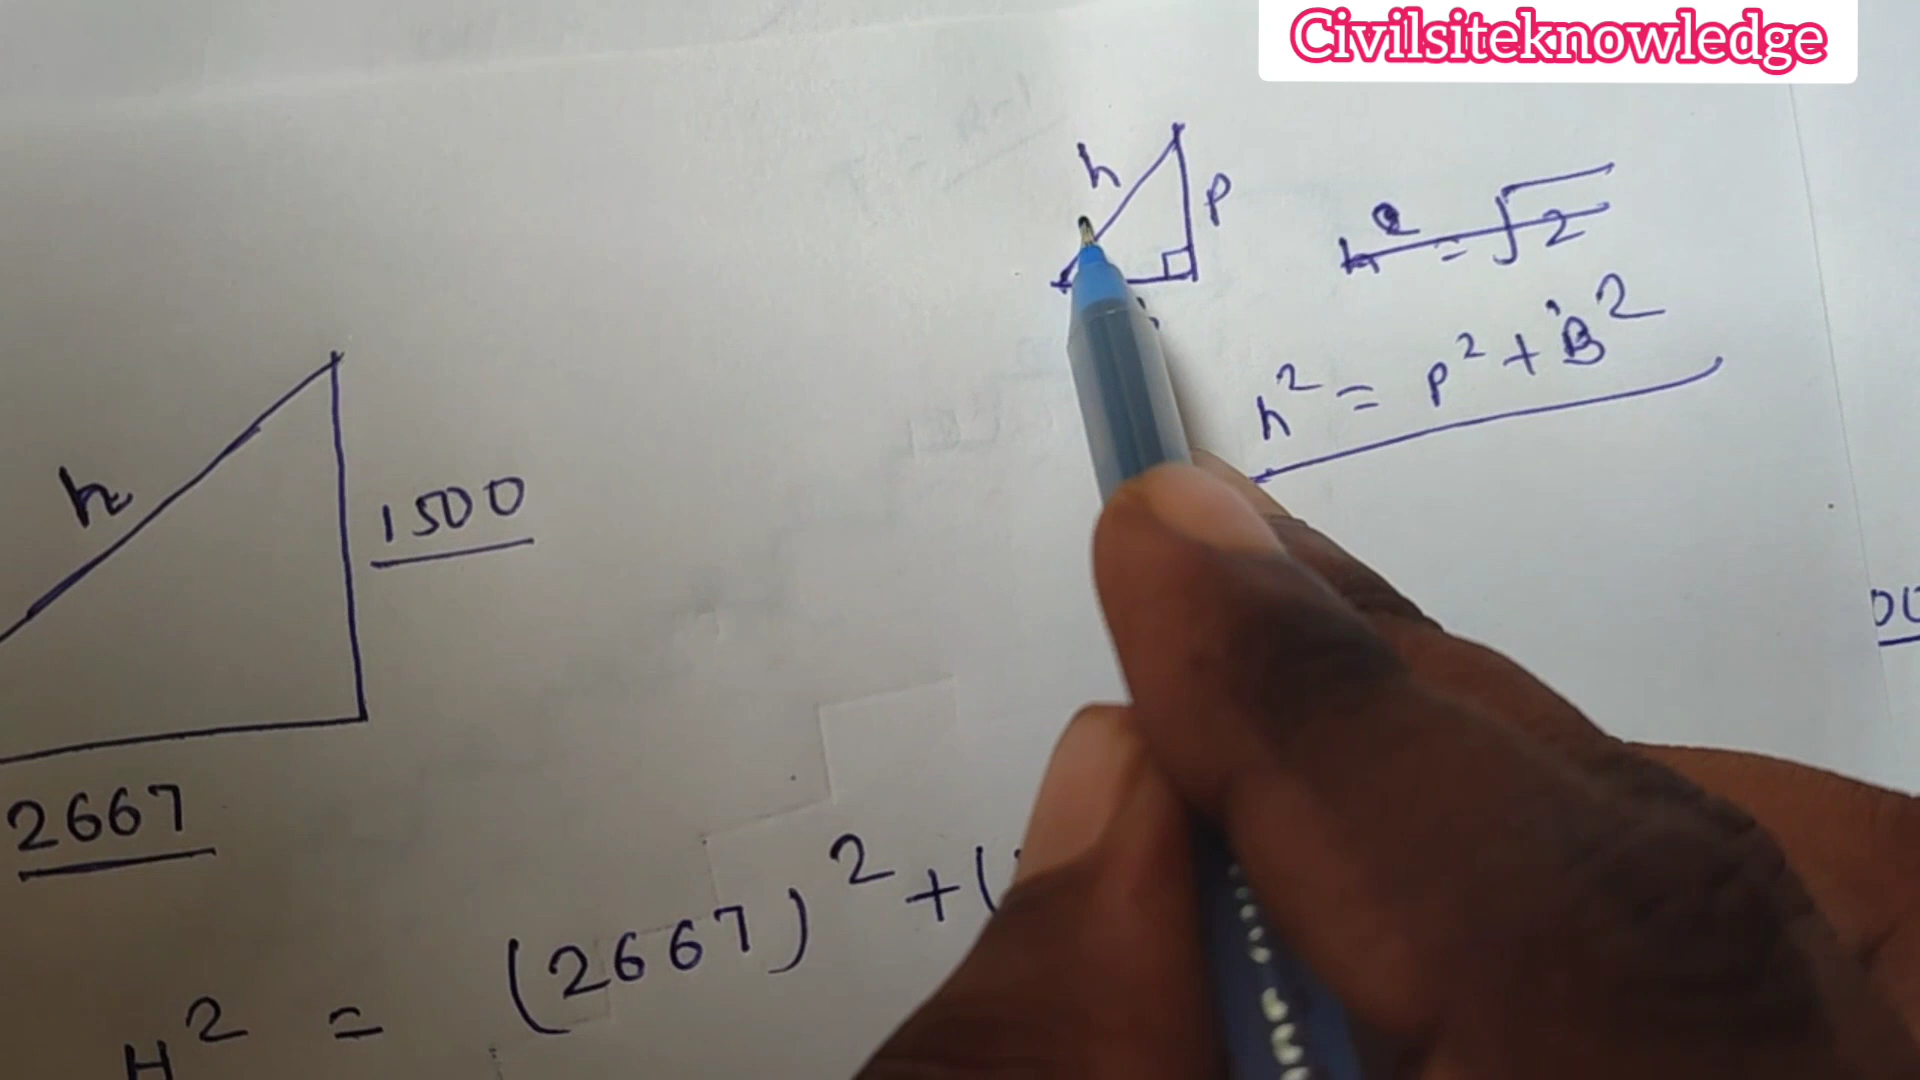 Civilsiteknowledge
h
P
h² = √2
h² = P² + B²
h
1500
2667
H² = (2667)² + (